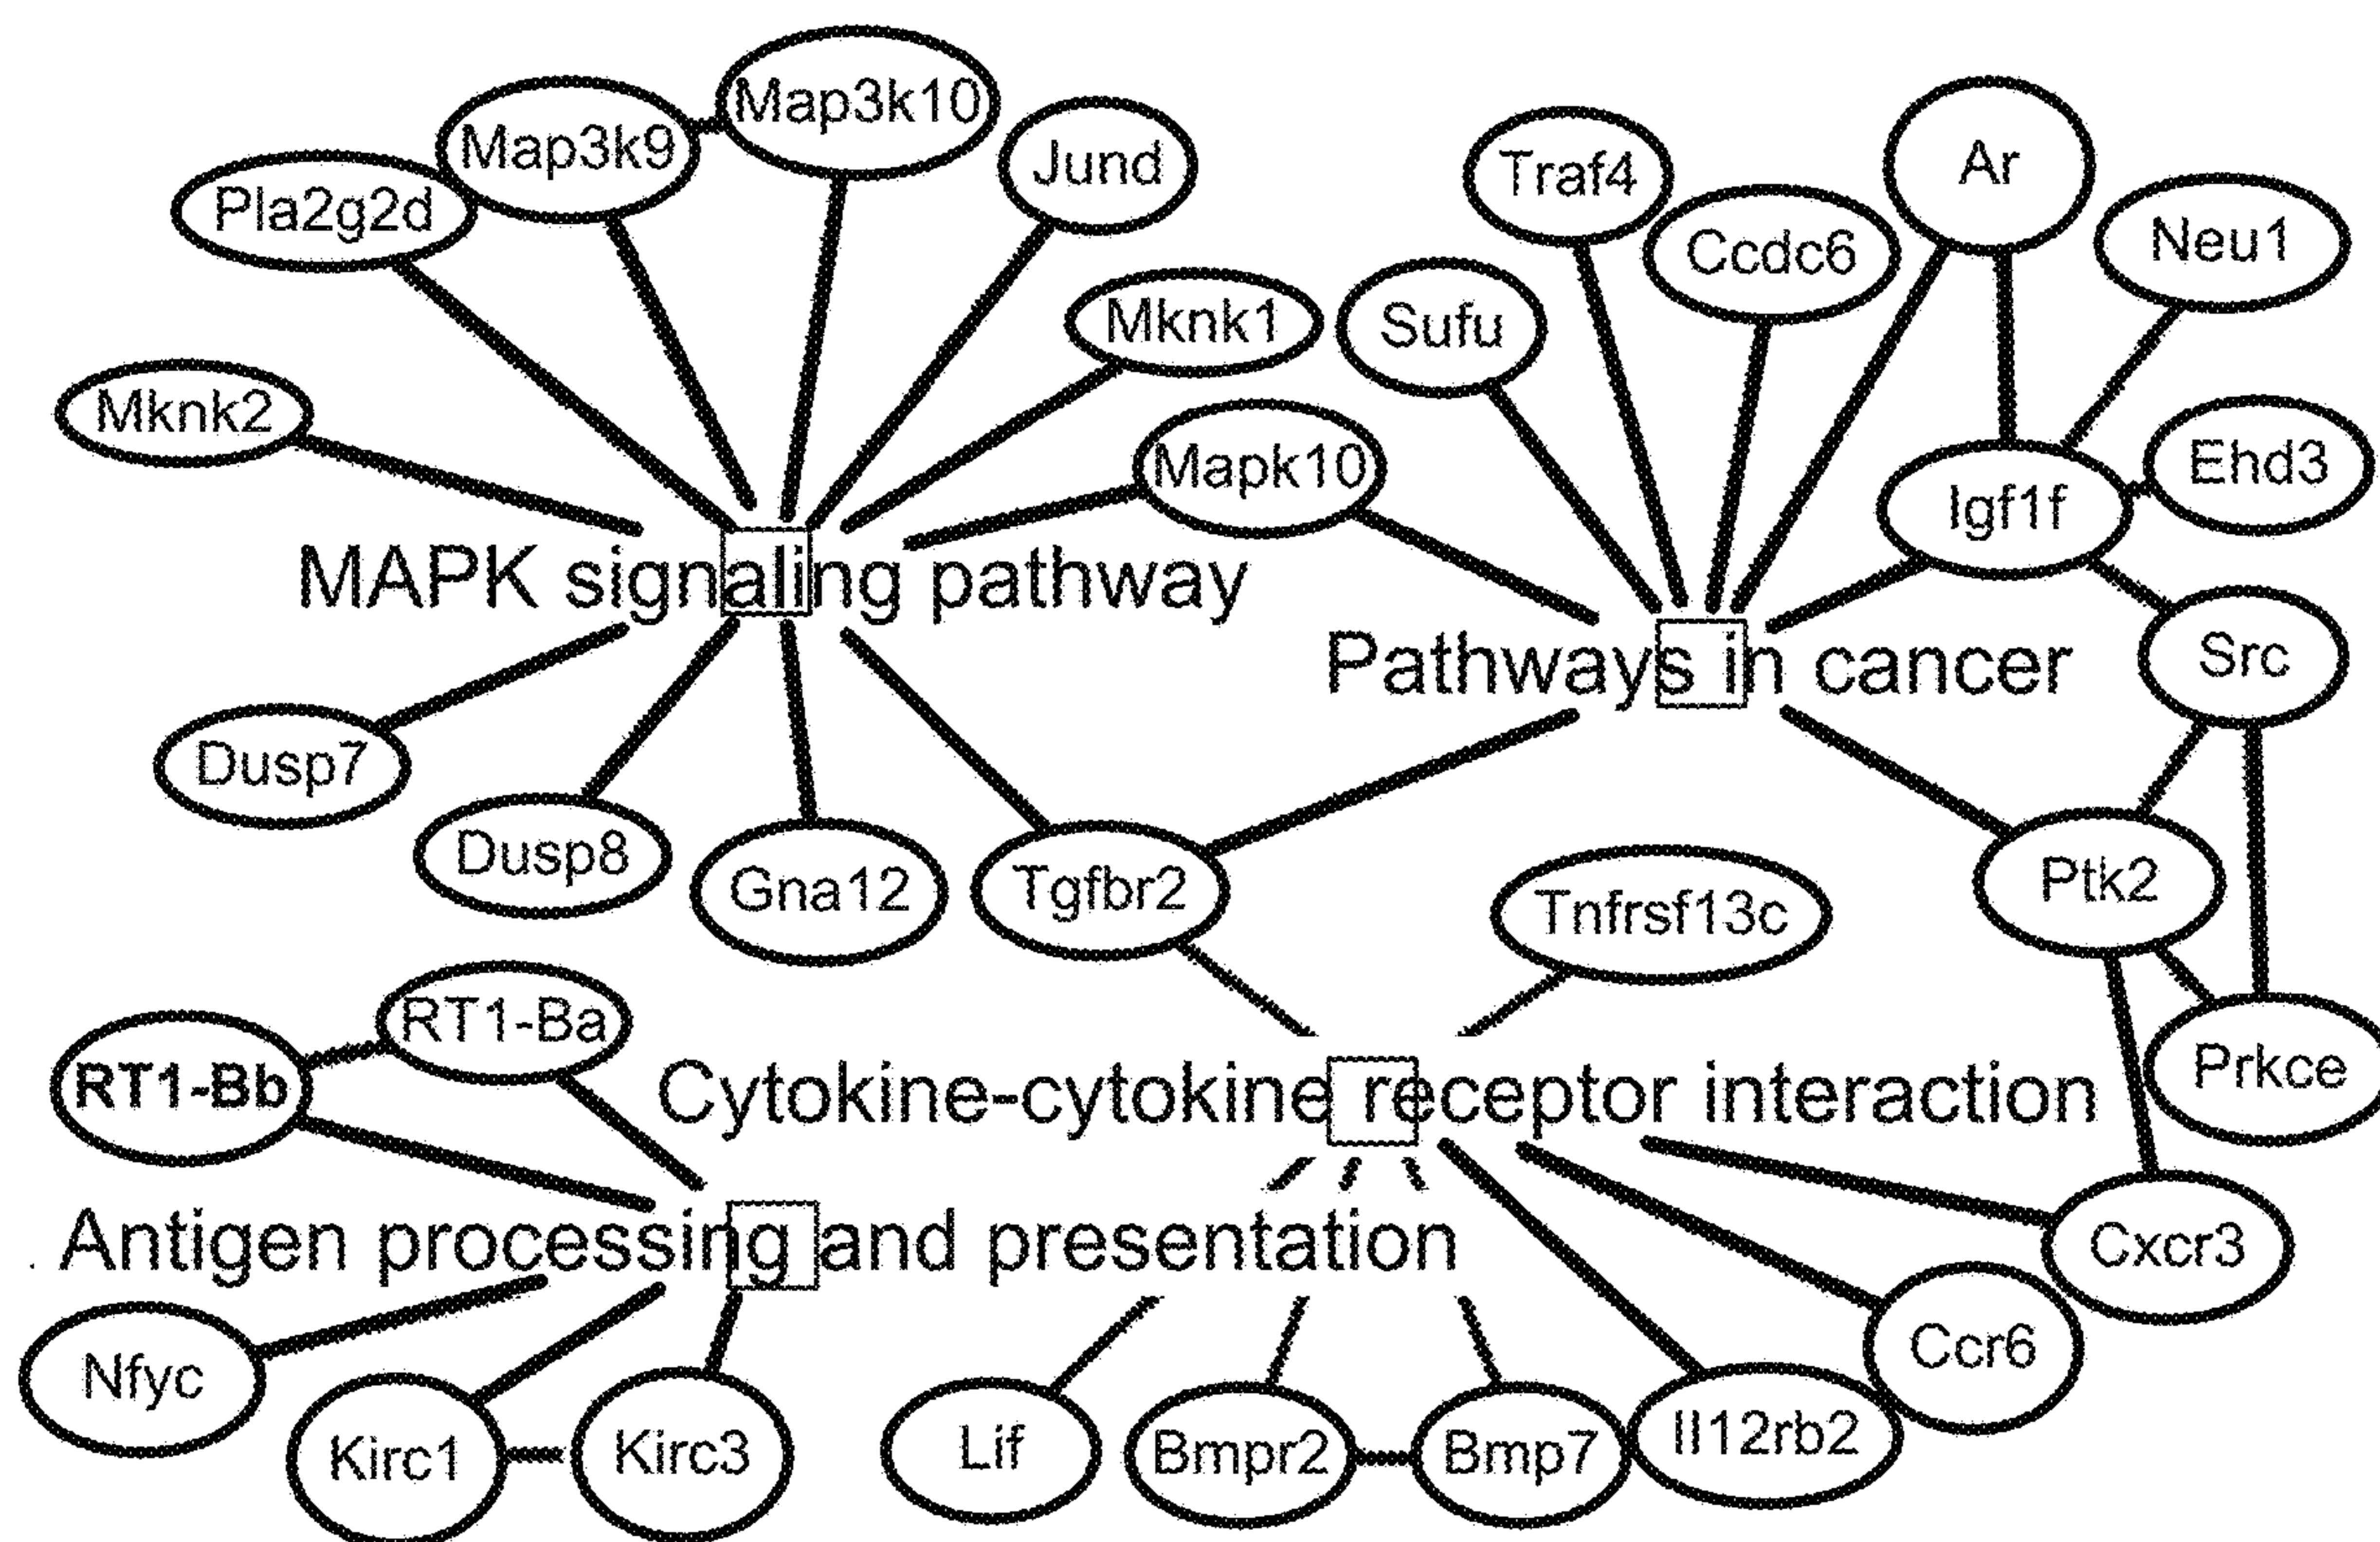 Map3k10
Map3k9
Jund
Traf4
Ar
Pla2g2d
Ccdc6
Neu1
Mknk1
Sufu
Mknk2
Mapk10
Ehd3
Igf1f
MAPK signaling pathway
Pathways in cancer
Src
Dusp7
Dusp8
Gna12
Tgfbr2
Tnfrsf13c
Ptk2
RT1-Ba
RT1-Bb
Cytokine-cytokine receptor interaction
Prkce
Antigen processing and presentation
Cxcr3
Nfyc
Ccr6
Kirc1
Kirc3
Lif
Bmpr2
Bmp7
Il12rb2